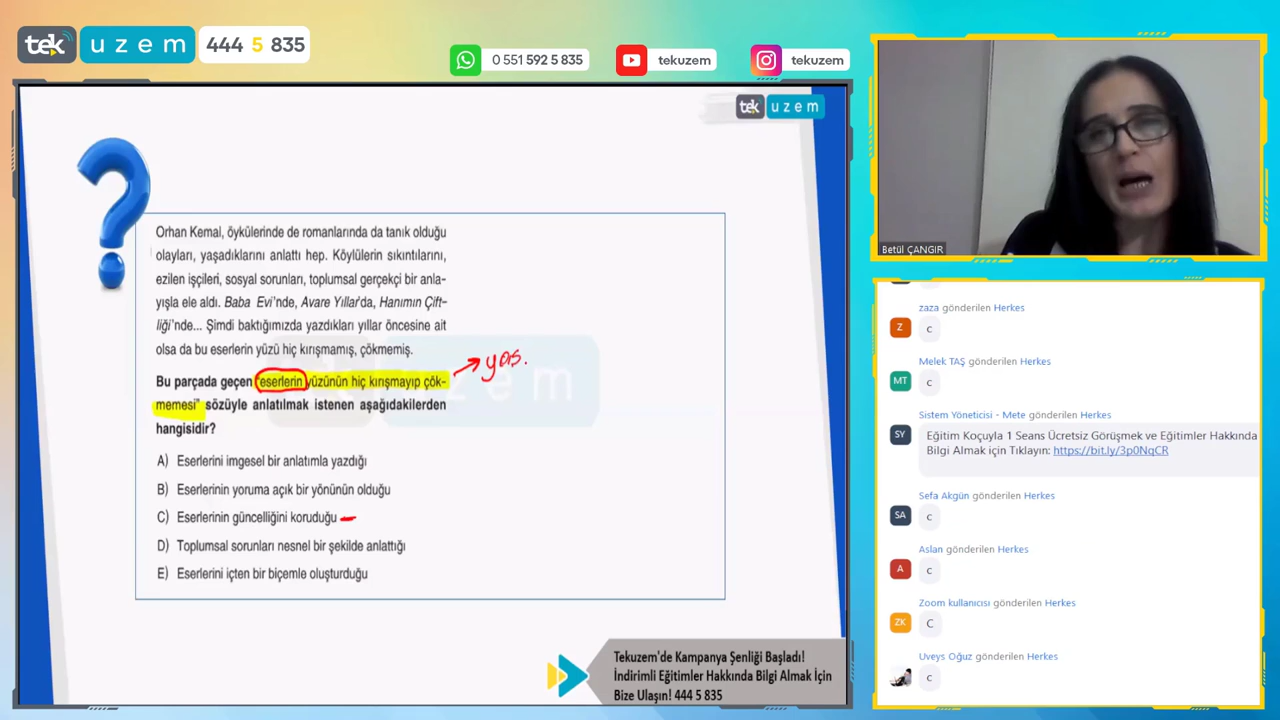 tek uzem 444 5 835
0 551 592 5 835
tekuzem
tekuzem
tek uzem
Orhan Kemal, öykülerinde de romanlarında da tanık olduğu
olayları, yaşadıklarını anlattı hep. Köylülerin sıkıntılarını,
ezilen işçileri, sosyal sorunları, toplumsal gerçekçi bir anla-
yışla ele aldı. Baba Evi'nde, Avare Yıllar'da, Hanımın Çift-
liği'nde... Şimdi baktığımızda yazdıkları yıllar öncesine ait
olsa da bu eserlerin yüzü hiç kırışmamış, çökmemiş.
Bu parçada geçen "eserlerin yüzünün hiç kırışmayıp çök-
memesi" sözüyle anlatılmak istenen aşağıdakilerden
hangisidir?
yas.
A) Eserlerini imgesel bir anlatımla yazdığı
B) Eserlerinin yoruma açık bir yönünün olduğu
C) Eserlerinin güncelliğini koruduğu
D) Toplumsal sorunları nesnel bir şekilde anlattığı
E) Eserlerini içten bir biçemle oluşturduğu
Tekuzem'de Kampanya Şenliği Başladı!
İndirimli Eğitimler Hakkında Bilgi Almak İçin
Bize Ulaşın! 444 5 835
Betül ÇANGIR
zaza gönderilen Herkes
Z c
Melek TAŞ gönderilen Herkes
MT c
Sistem Yöneticisi - Mete gönderilen Herkes
SY Eğitim Koçuyla 1 Seans Ücretsiz Görüşmek ve Eğitimler Hakkında
Bilgi Almak için Tıklayın: https://bit.ly/3p0NqCR
Sefa Akgün gönderilen Herkes
SA c
Aslan gönderilen Herkes
A c
Zoom kullanıcısı gönderilen Herkes
ZK C
Uveys Oğuz gönderilen Herkes
c